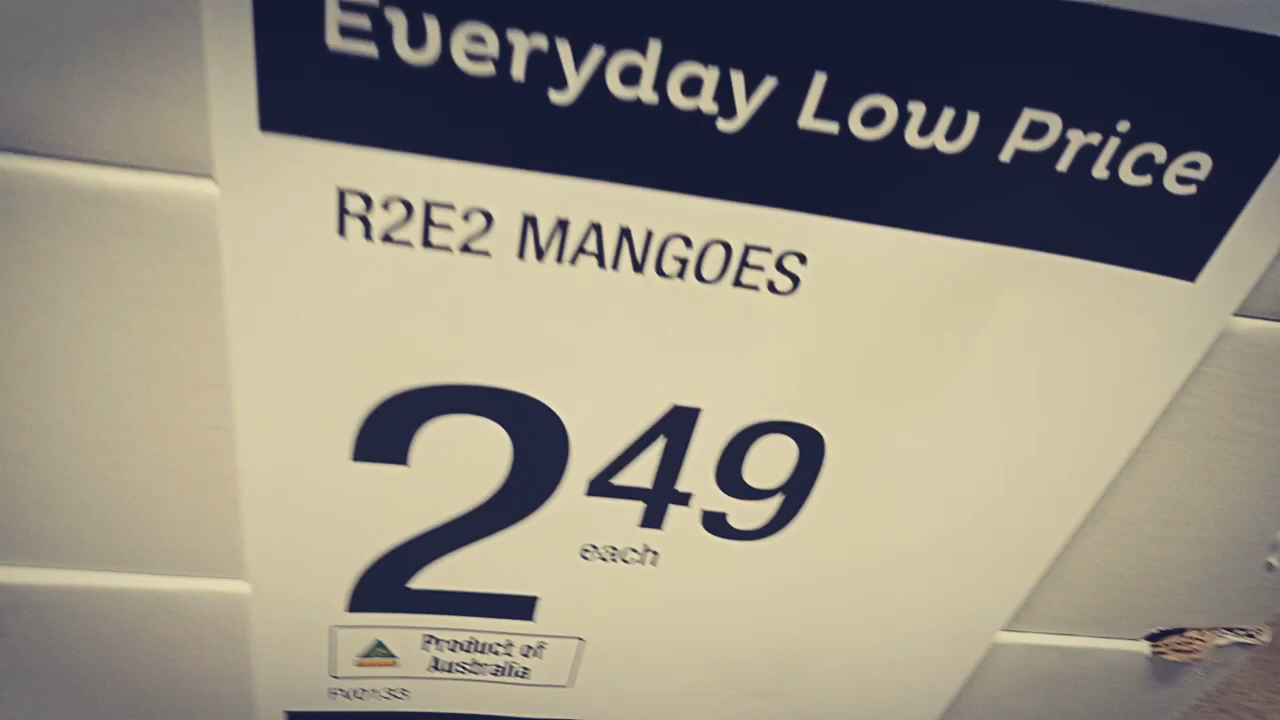 Everyday Low Price
R2E2 MANGOES
2 49
each
Product of
Australia